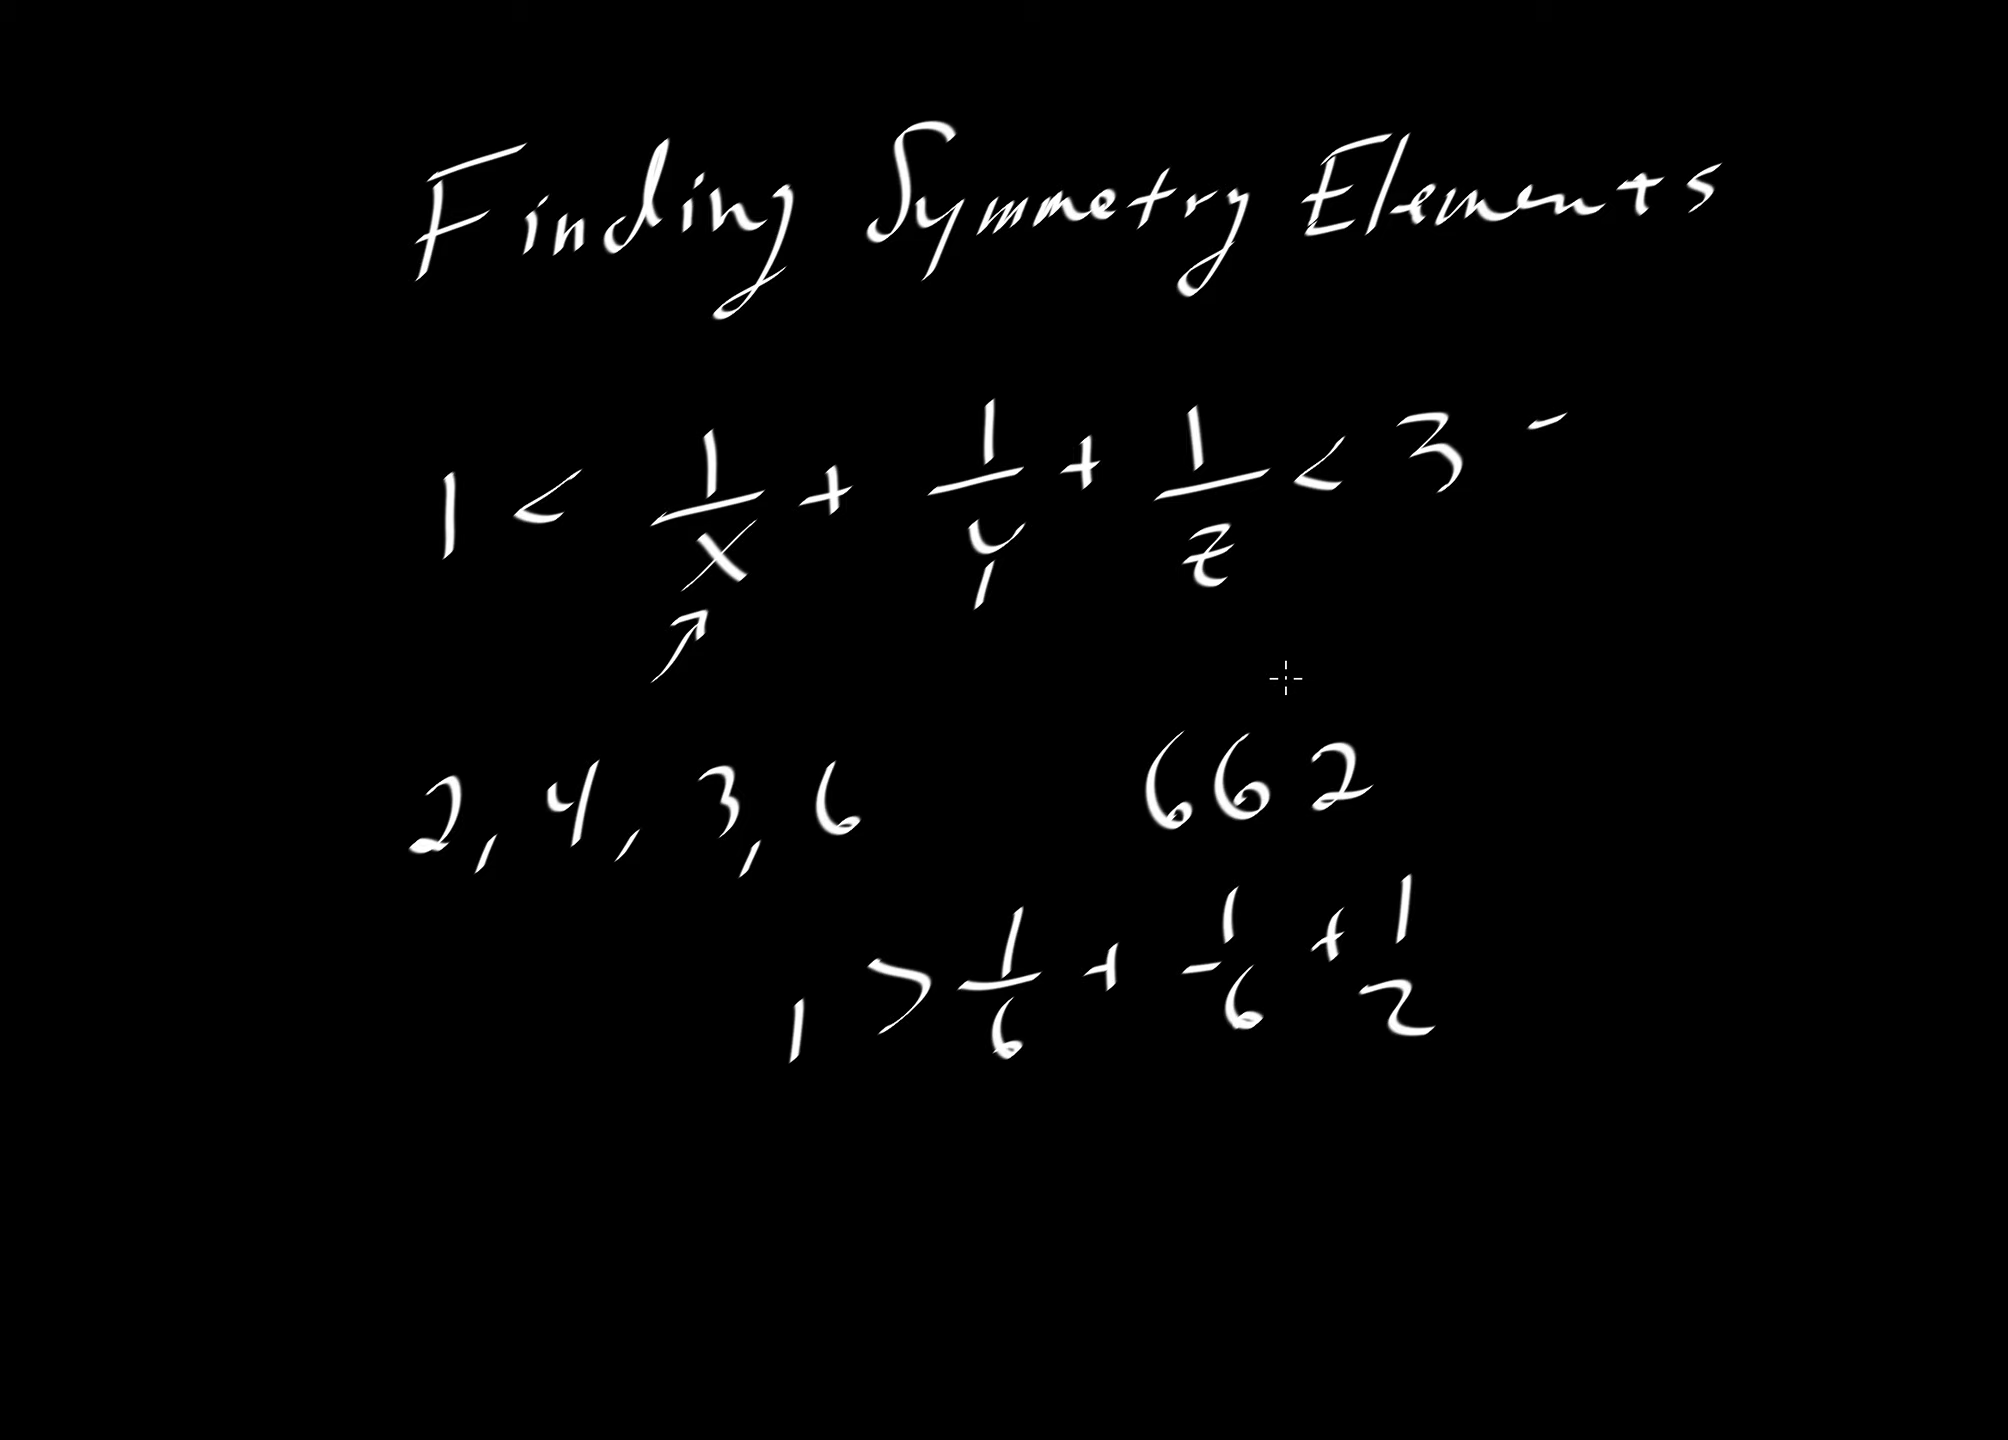 Finding Symmetry Elements
1 < 1/x + 1/y + 1/z < 3 -
2, 4, 3, 6 662
1 > 1/6 + 1/6 + 1/2